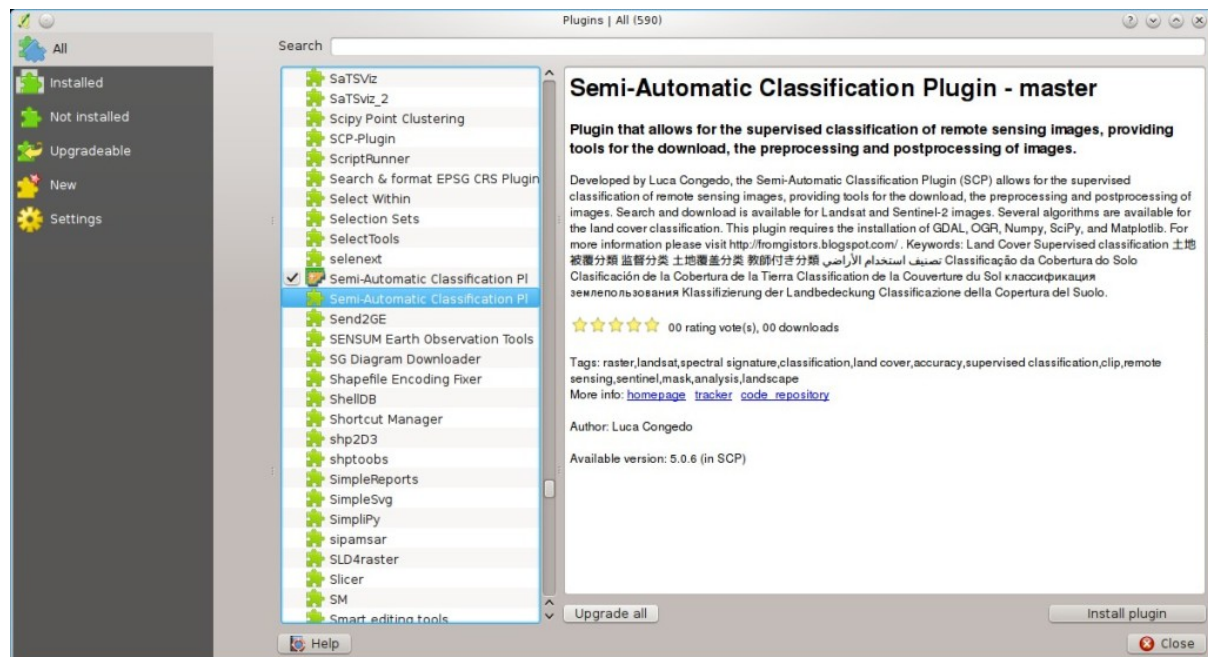 Plugins | All (590)
All
Installed
Not installed
Upgradeable
New
Settings
Search
SaTSViz
SaTSviz_2
Scipy Point Clustering
SCP-Plugin
ScriptRunner
Search & format EPSG CRS Plugin
Select Within
Selection Sets
SelectTools
selenext
Semi-Automatic Classification Pl
Semi-Automatic Classification Pl
Send2GE
SENSUM Earth Observation Tools
SG Diagram Downloader
Shapefile Encoding Fixer
ShellDB
Shortcut Manager
shp2D3
shptoobs
SimpleReports
SimpleSvg
SimpliPy
sipamsar
SLD4raster
Slicer
SM
Smart editing tools
Semi-Automatic Classification Plugin - master
Plugin that allows for the supervised classification of remote sensing images, providing
tools for the download, the preprocessing and postprocessing of images.
Developed by Luca Congedo, the Semi-Automatic Classification Plugin (SCP) allows for the supervised
classification of remote sensing images, providing tools for the download, the preprocessing and postprocessing of
images. Search and download is available for Landsat and Sentinel-2 images. Several algorithms are available for
the land cover classification. This plugin requires the installation of GDAL, OGR, Numpy, SciPy, and Matplotlib. For
more information please visit http://fromgistors.blogspot.com/ . Keywords: Land Cover Supervised classification 土地
被覆分類 监督分类 土地覆盖分类 教師付き分類 تصنيف استخدام الأراضي Classificação da Cobertura do Solo
Clasificación de la Cobertura de la Tierra Classification de la Couverture du Sol классификация
землепользования Klassifizierung der Landbedeckung Classificazione della Copertura del Suolo.
00 rating vote(s), 00 downloads
Tags: raster,landsat,spectral signature,classification,land cover,accuracy,supervised classification,clip,remote
sensing,sentinel,mask,analysis,landscape
More info: homepage tracker code_repository
Author: Luca Congedo
Available version: 5.0.6 (in SCP)
Upgrade all
Install plugin
Help
Close